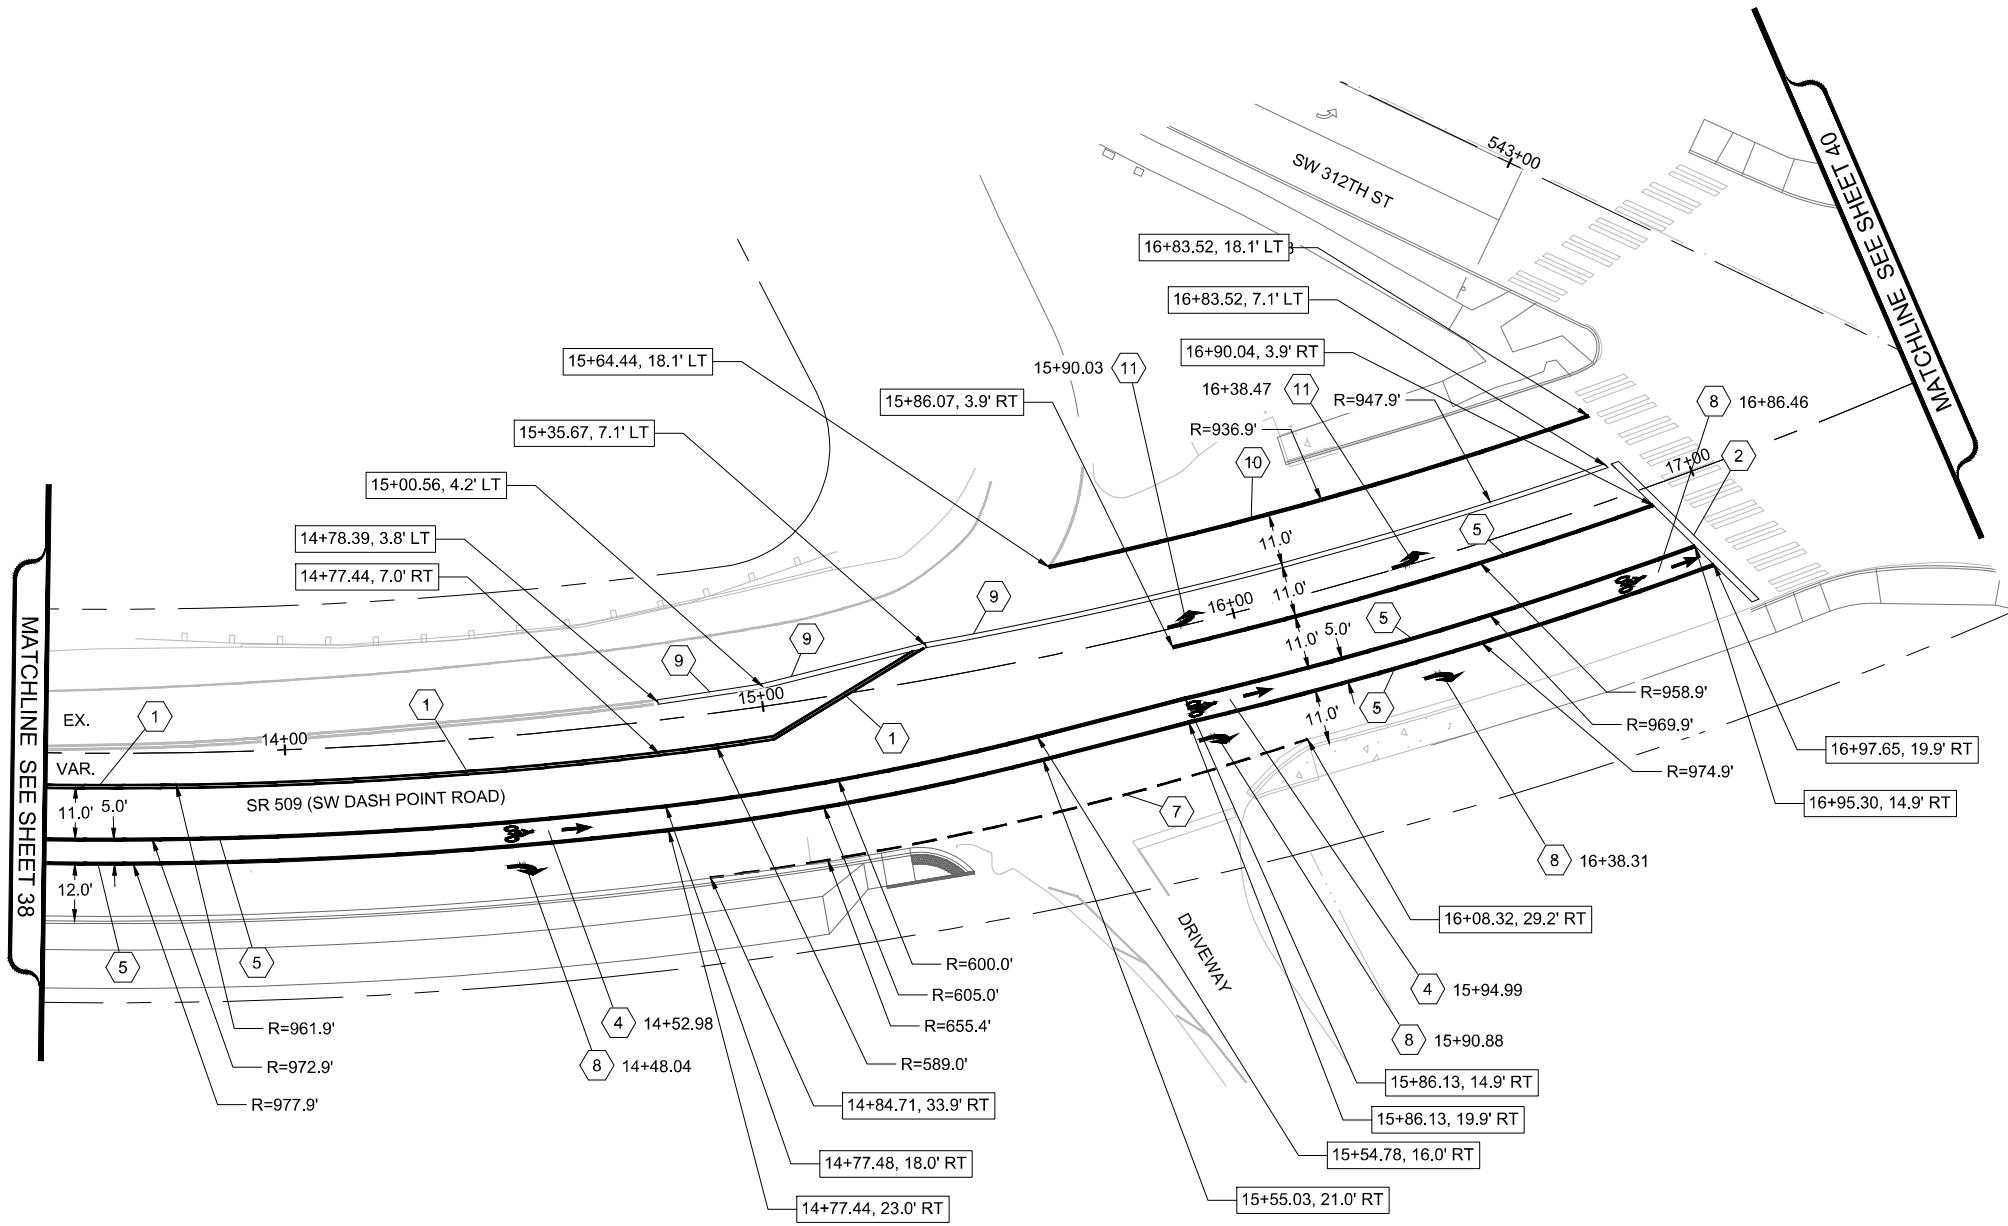 543+00
SW 312TH ST
MATCHLINE SEE SHEET 40
16+83.52, 18.1' LT
16+83.52, 7.1' LT
16+90.04, 3.9' RT
15+64.44, 18.1' LT
15+90.03 11
15+86.07, 3.9' RT
16+38.47 11
R=947.9'
8 16+86.46
R=936.9'
15+35.67, 7.1' LT
10
17+00
2
15+00.56, 4.2' LT
14+78.39, 3.8' LT
14+77.44, 7.0' RT
11.0'
5
11.0'
16+00
9
9
9
11.0'
5.0'
5
MATCHLINE SEE SHEET 38
EX.
1
1
15+00
14+00
1
11.0'
5
R=958.9'
R=969.9'
16+97.65, 19.9' RT
VAR.
R=974.9'
11.0'
5.0'
SR 509 (SW DASH POINT ROAD)
7
16+95.30, 14.9' RT
12.0'
8 16+38.31
16+08.32, 29.2' RT
DRIVEWAY
5
5
R=600.0'
4 15+94.99
R=605.0'
R=961.9'
4 14+52.98
R=655.4'
8 15+90.88
R=972.9'
8 14+48.04
R=589.0'
15+86.13, 14.9' RT
R=977.9'
14+84.71, 33.9' RT
15+86.13, 19.9' RT
14+77.48, 18.0' RT
15+54.78, 16.0' RT
14+77.44, 23.0' RT
15+55.03, 21.0' RT